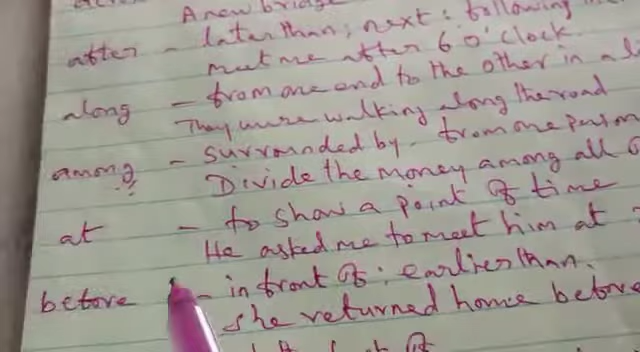 A new bridge
after - later than; next; following
meet me after 6 o'clock.
along - from one end to the other in a
They were walking along the road
among - surrounded by. from one person
Divide the money among all
at - to show a point of time
He asked me to meet him at
before - in front of; earlier than.
She returned home before